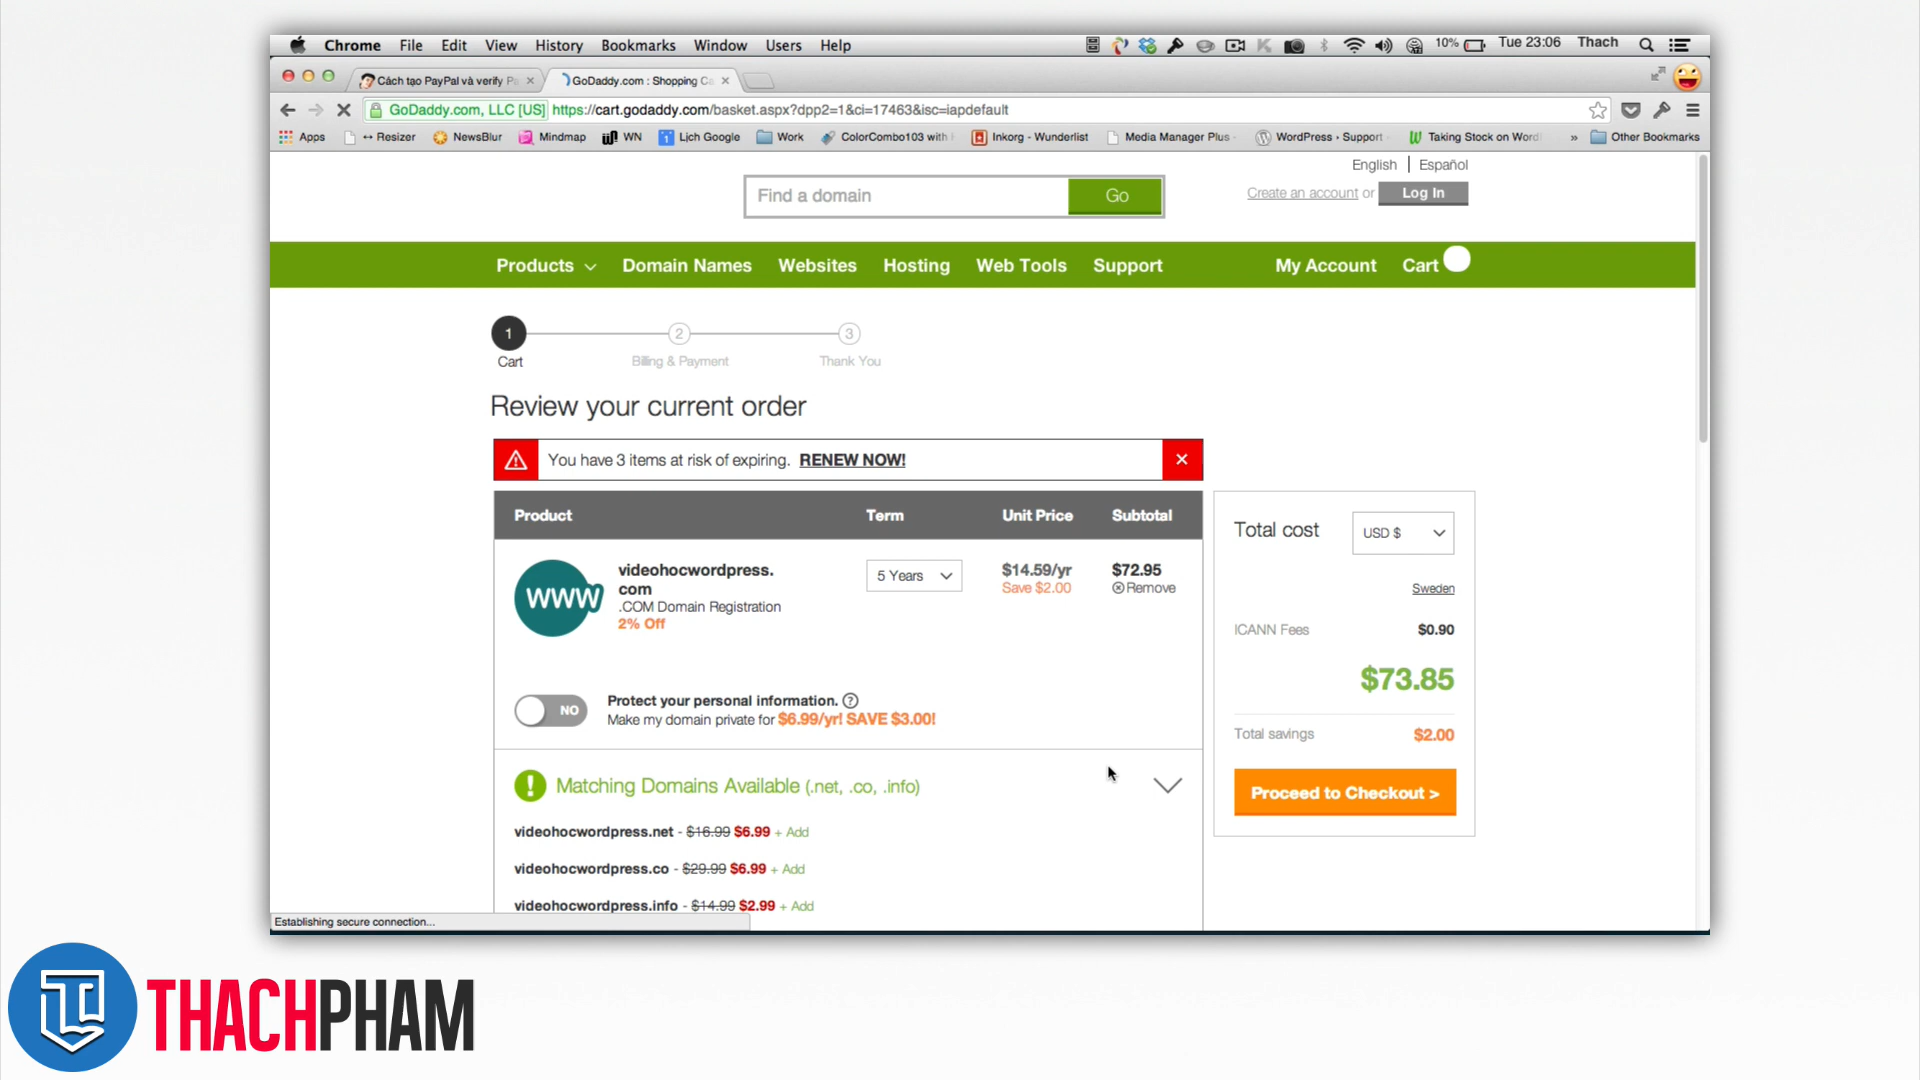 Chrome File Edit View History Bookmarks Window Users Help 10% Tue 23:06 Thach
Cách tạo PayPal và verify Pa GoDaddy.com : Shopping Ca
GoDaddy.com, LLC [US] https://cart.godaddy.com/basket.aspx?dpp2=1&ci=17463&isc=iapdefault
Apps ↔ Resizer NewsBlur Mindmap WN Lịch Google Work ColorCombo103 with Inkorg - Wunderlist Media Manager Plus - WordPress › Support Taking Stock on Word » Other Bookmarks
English | Español
Find a domain Go
Create an account or Log In
Products Domain Names Websites Hosting Web Tools Support My Account Cart
1 2 3
Cart Billing & Payment Thank You
Review your current order
You have 3 items at risk of expiring. RENEW NOW!
Product Term Unit Price Subtotal
videohocwordpress.
com
.COM Domain Registration
2% Off
5 Years
$14.59/yr
Save $2.00
$72.95
Remove
Protect your personal information. ?
NO
Make my domain private for $6.99/yr! SAVE $3.00!
Matching Domains Available (.net, .co, .info)
videohocwordpress.net - $16.99 $6.99 + Add
videohocwordpress.co - $29.99 $6.99 + Add
videohocwordpress.info - $14.99 $2.99 + Add
Total cost USD $
Sweden
ICANN Fees $0.90
$73.85
Total savings $2.00
Proceed to Checkout >
Establishing secure connection...
THACHPHAM